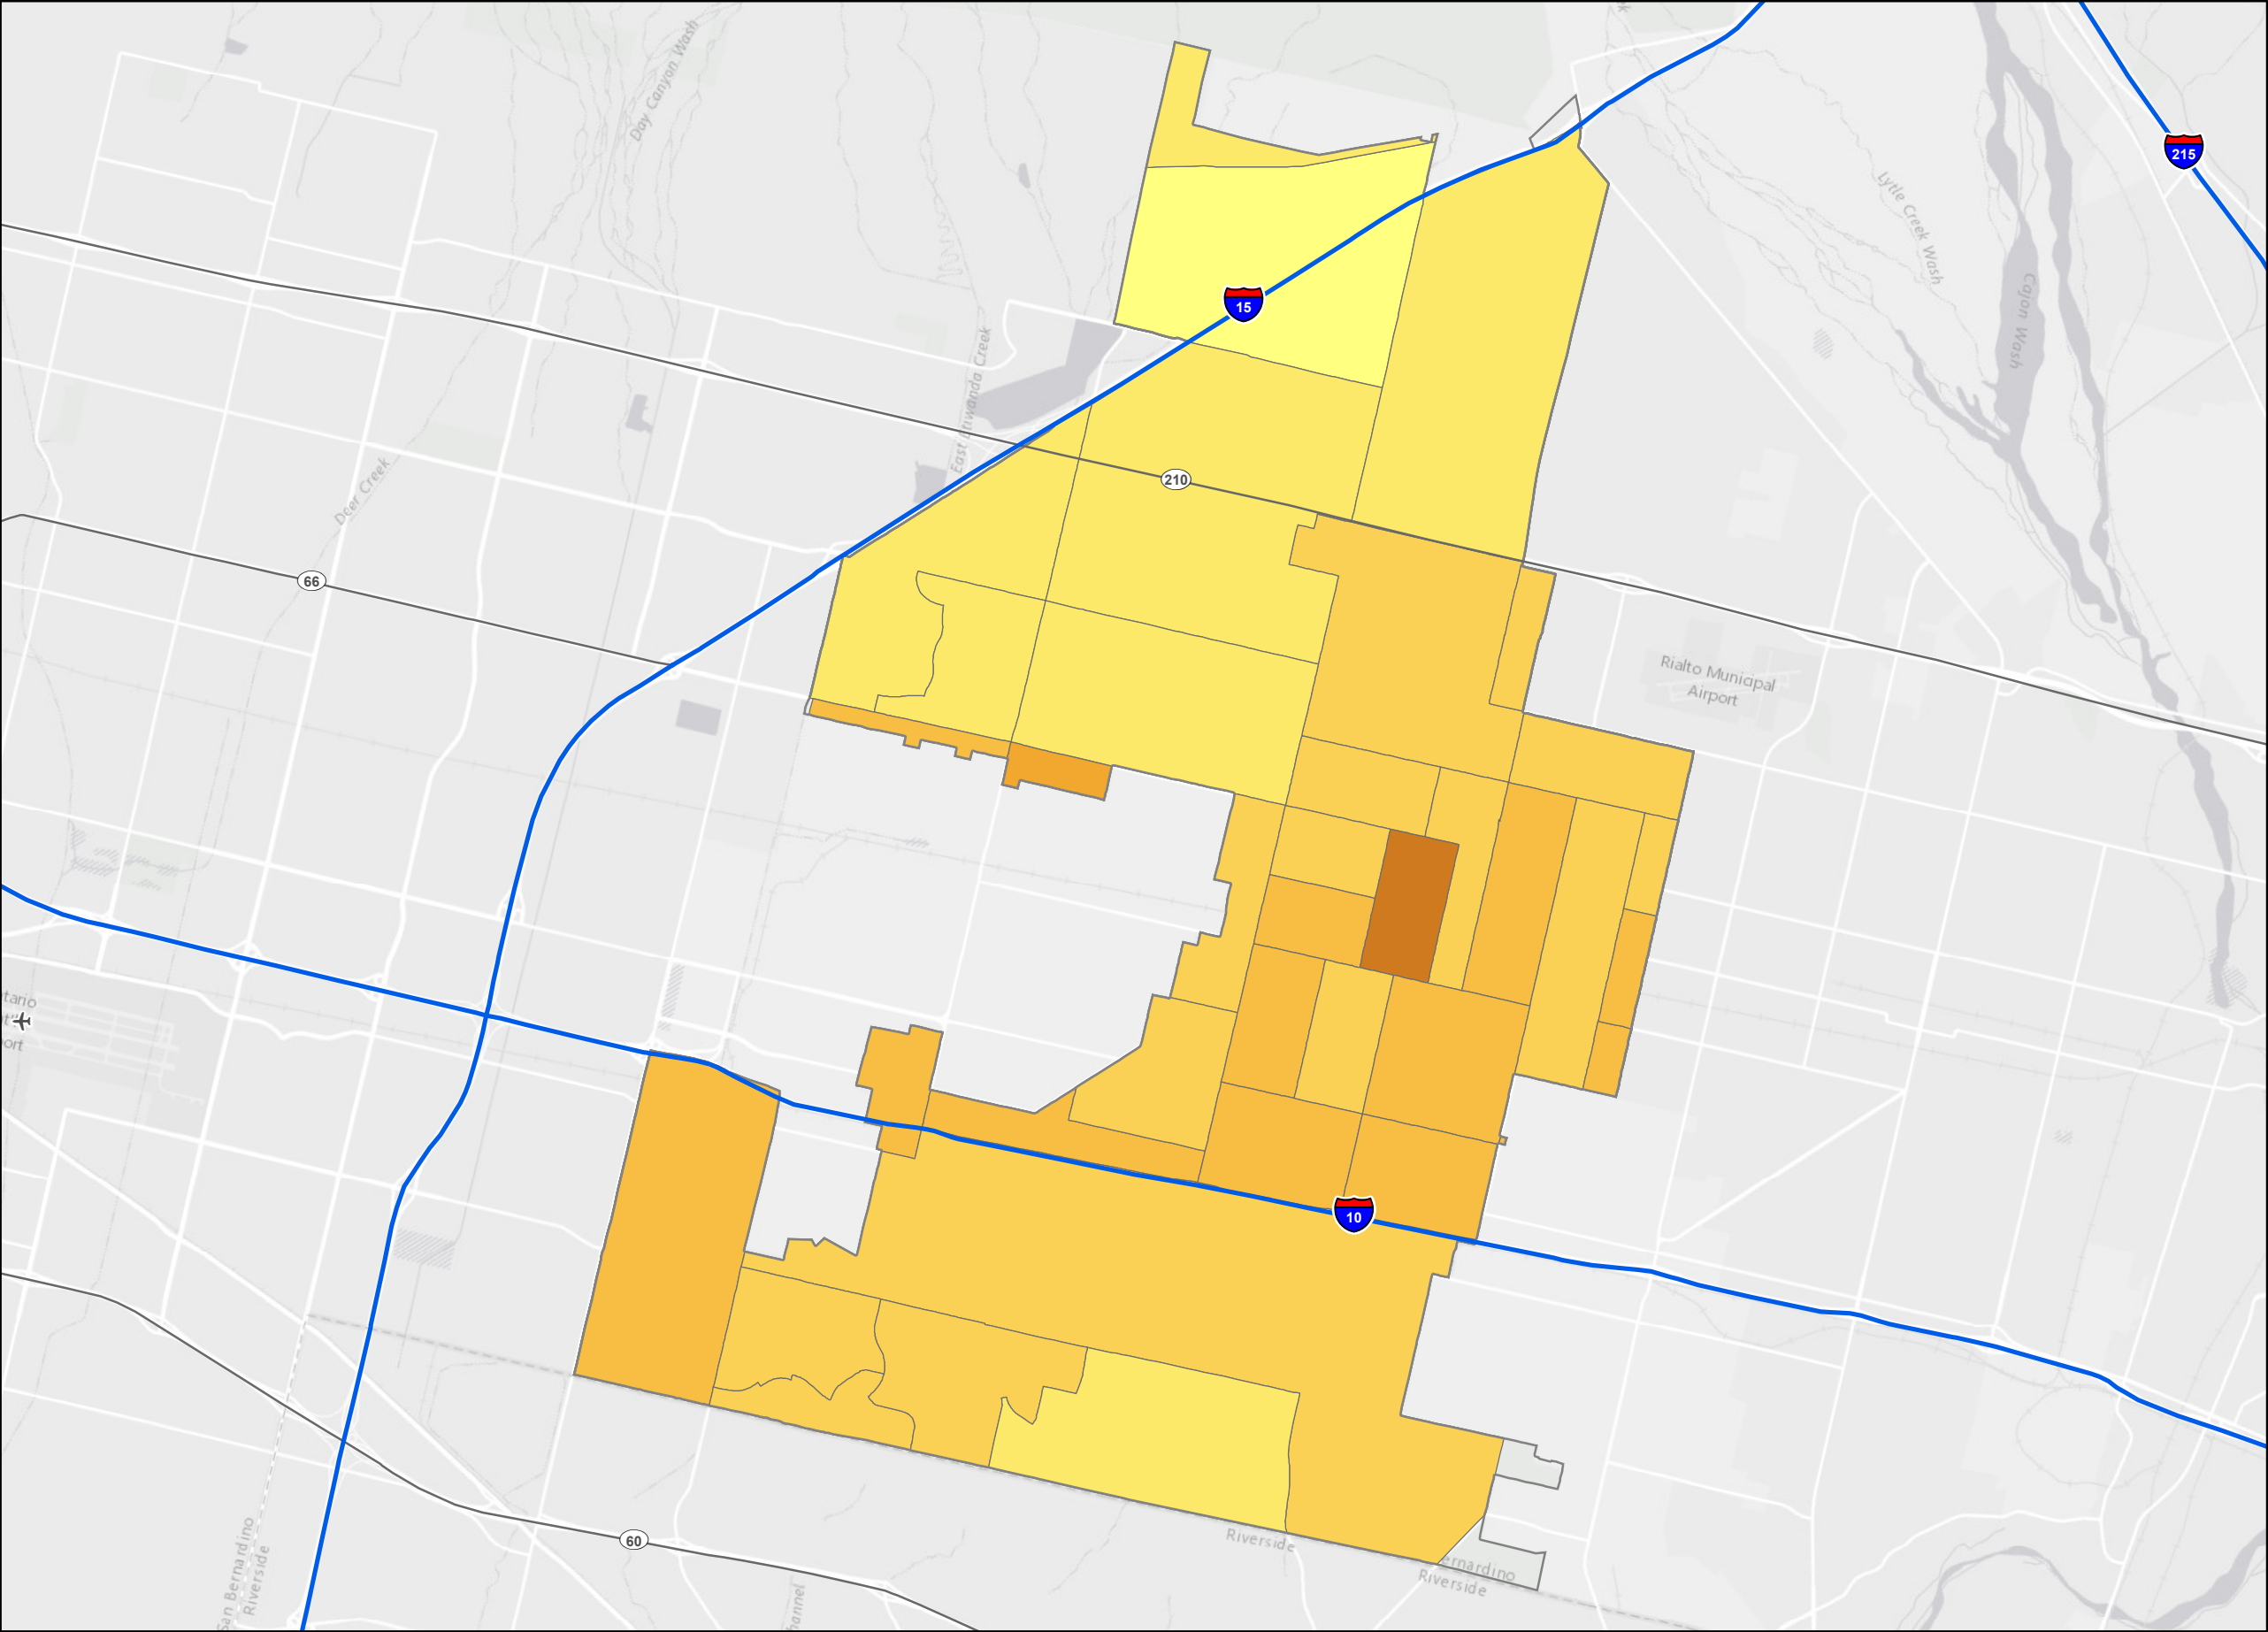 Day Canyon Wash
215
Lytle Creek Wash
Cajon Wash
15
East Etiwanda Creek
210
Deer Creek
66
Rialto Municipal
Airport
10
Riverside
60
San Bernardino
Riverside
Riverside